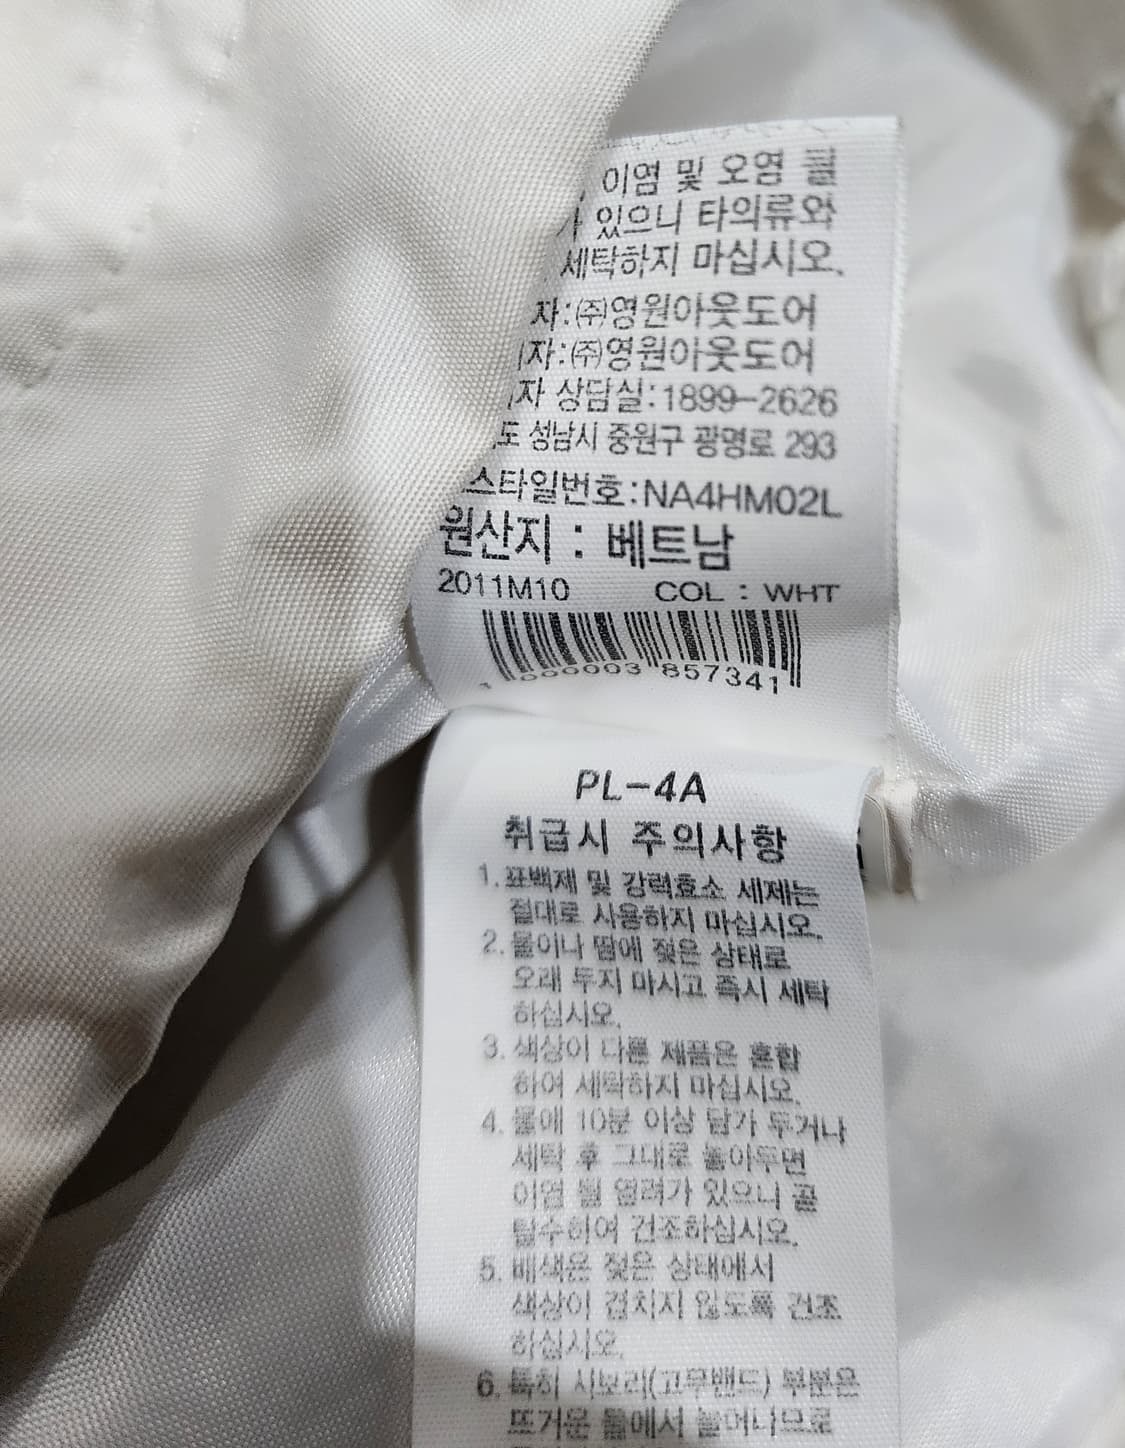 이염 및 오염 될
있으니 타의류와
세탁하지 마십시오.
자:㈜영원아웃도어
자:㈜영원아웃도어
자 상담실:1899-2626
도 성남시 중원구 광명로 293
스타일번호:NA4HM02L
원산지 : 베트남
2011M10 COL : WHT
1 000003 857341
PL-4A
취급시 주의사항
1.표백제 및 강력효소 세제는
절대로 사용하지 마십시오.
2.물이나 땀에 젖은 상태로
오래 두지 마시고 즉시 세탁
하십시오.
3.색상이 다른 제품은 혼합
하여 세탁하지 마십시오.
4.물에 10분 이상 담가 두거나
세탁 후 그대로 놓아두면
이염 될 염려가 있으니 곧
탈수하여 건조하십시오.
5.배색은 젖은 상태에서
색상이 겹치지 않도록 건조
하십시오.
6.특히 시보리(고무밴드) 부분은
뜨거운 물에서 늘어나므로